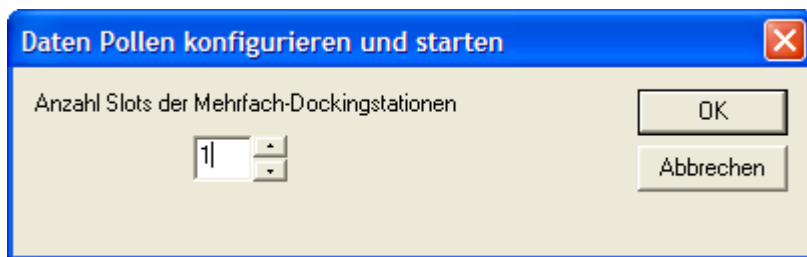 Daten Pollen konfigurieren und starten
Anzahl Slots der Mehrfach-Dockingstationen
OK
1
Abbrechen